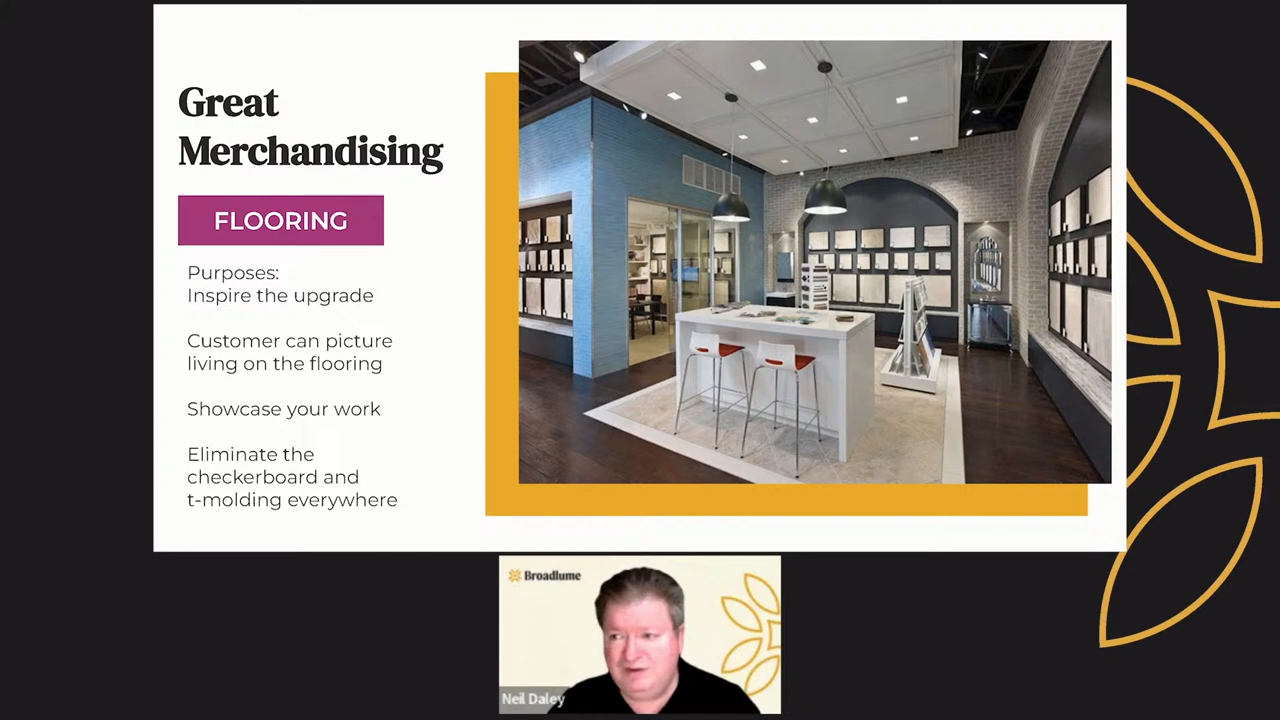 Great
Merchandising
FLOORING
Purposes:
Inspire the upgrade
Customer can picture
living on the flooring
Showcase your work
Eliminate the
checkerboard and
t-molding everywhere
Broadlume
Neil Daley